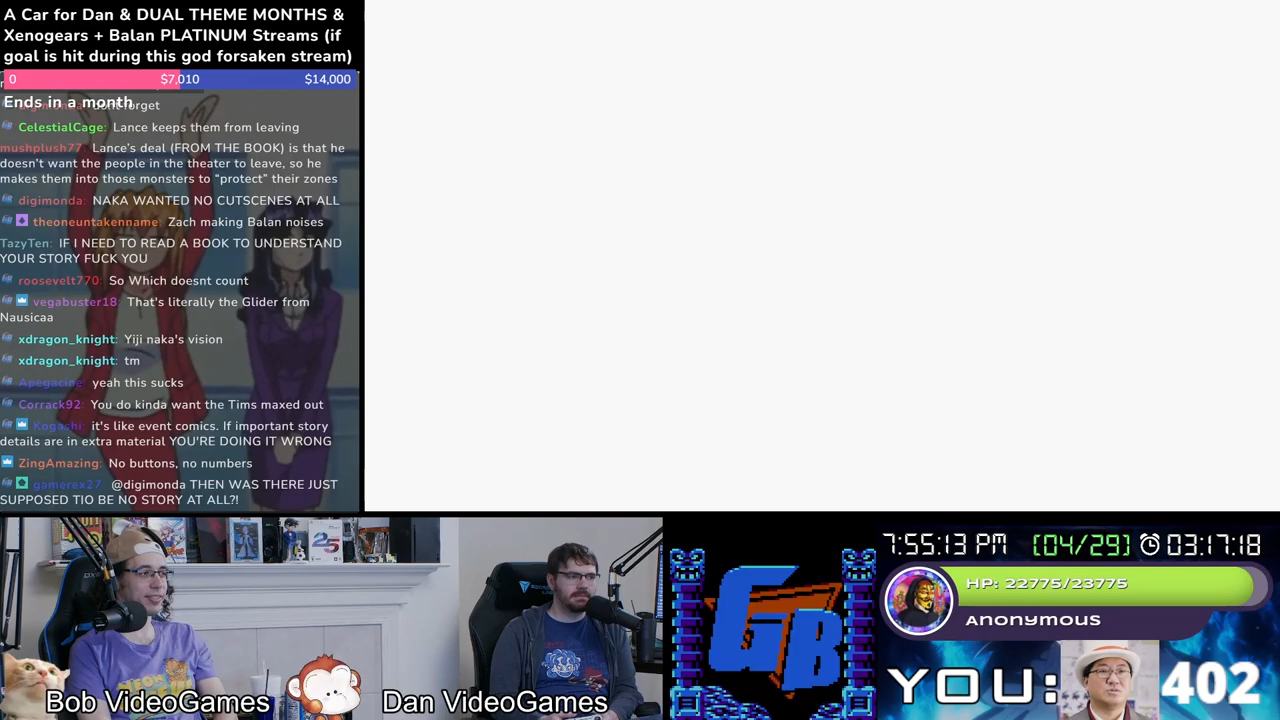 A Car for Dan & DUAL THEME MONTHS &
Xenogears + Balan PLATINUM Streams (if
goal is hit during this god forsaken stream)
0 $7,010 $14,000
Ends in a month
digimonda: dont forget
CelestialCage: Lance keeps them from leaving
mushplush77: Lance's deal (FROM THE BOOK) is that he
doesn't want the people in the theater to leave, so he
makes them into those monsters to “protect” their zones
digimonda: NAKA WANTED NO CUTSCENES AT ALL
theoneuntakenname: Zach making Balan noises
TazyTen: IF I NEED TO READ A BOOK TO UNDERSTAND
YOUR STORY FUCK YOU
roosevelt770: So Which doesnt count
vegabuster18: That's literally the Glider from
Nausicaa
xdragon_knight: Yiji naka's vision
xdragon_knight: tm
Apegacine: yeah this sucks
Corrack92: You do kinda want the Tims maxed out
Kogashi: it's like event comics. If important story
details are in extra material YOU'RE DOING IT WRONG
ZingAmazing: No buttons, no numbers
gamerex27: @digimonda THEN WAS THERE JUST
SUPPOSED TIO BE NO STORY AT ALL?!
7:55:13 PM [04/29] 03:17:18
HP: 22775/23775
Anonymous
GB
25
YOU: 402
Bob VideoGames
Dan VideoGames